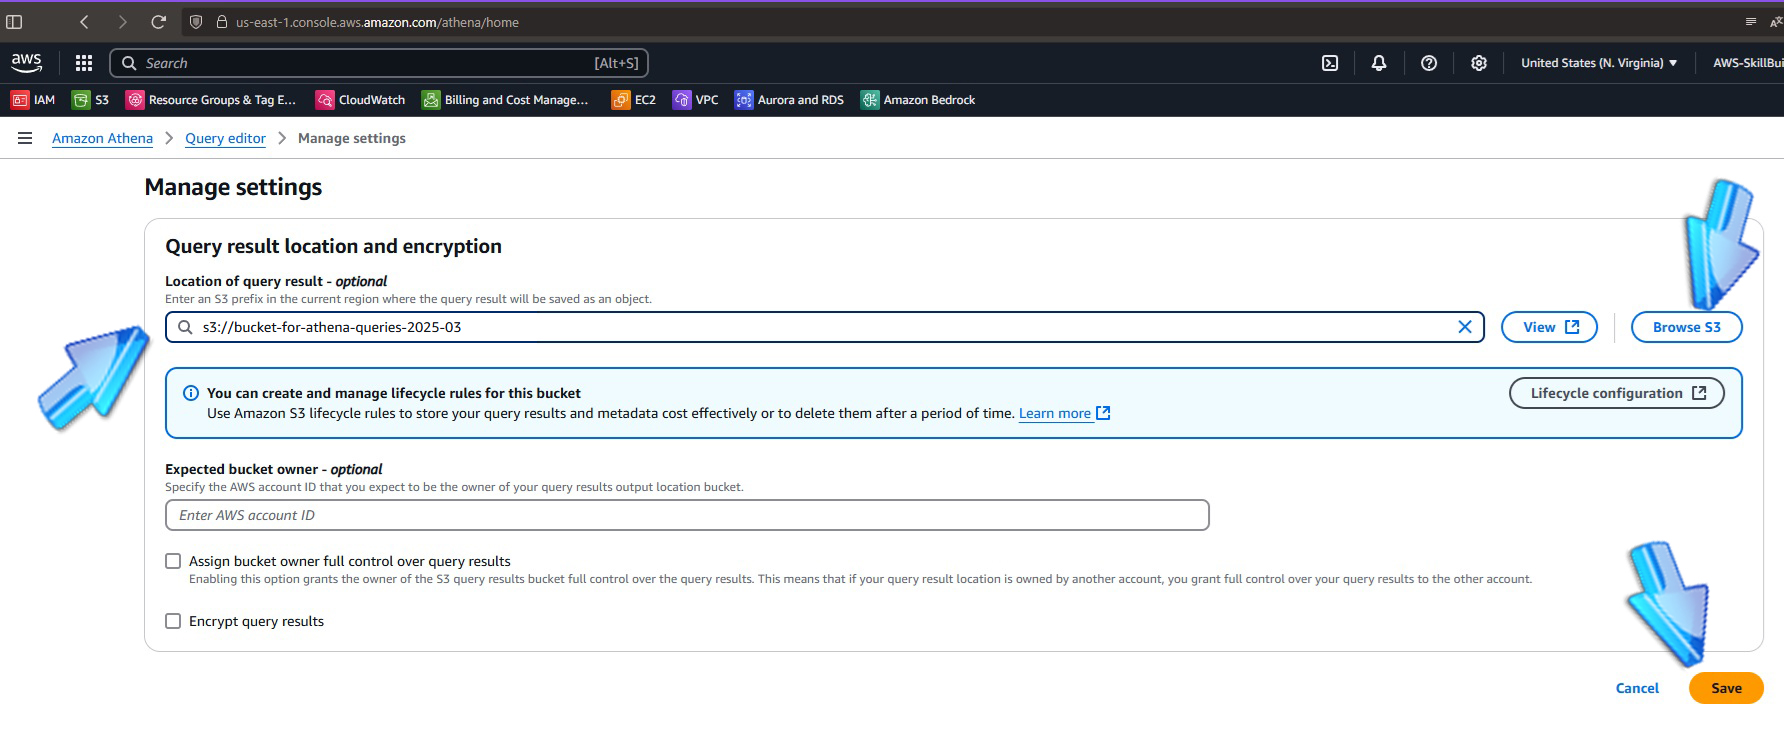 us-east-1.console.aws.amazon.com/athena/home
aws
Search
[Alt+S]
United States (N. Virginia)
AWS-SkillBui
IAM
S3
Resource Groups & Tag E...
CloudWatch
Billing and Cost Manage...
EC2
VPC
Aurora and RDS
Amazon Bedrock
Amazon Athena
Query editor
Manage settings
Manage settings
Query result location and encryption
Location of query result - optional
Enter an S3 prefix in the current region where the query result will be saved as an object.
s3://bucket-for-athena-queries-2025-03
View
Browse S3
You can create and manage lifecycle rules for this bucket
Use Amazon S3 lifecycle rules to store your query results and metadata cost effectively or to delete them after a period of time. Learn more
Lifecycle configuration
Expected bucket owner - optional
Specify the AWS account ID that you expect to be the owner of your query results output location bucket.
Enter AWS account ID
Assign bucket owner full control over query results
Enabling this option grants the owner of the S3 query results bucket full control over the query results. This means that if your query result location is owned by another account, you grant full control over your query results to the other account.
Encrypt query results
Cancel
Save